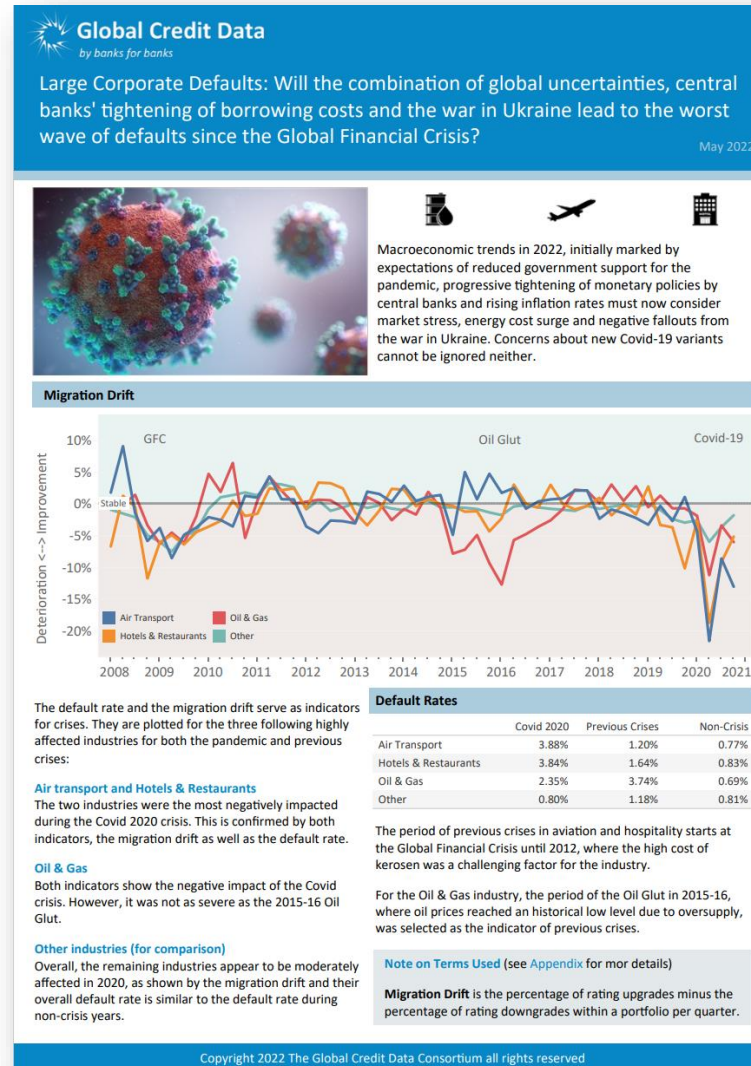 Global Credit Data
by banks for banks
Large Corporate Defaults: Will the combination of global uncertainties, central
banks' tightening of borrowing costs and the war in Ukraine lead to the worst
wave of defaults since the Global Financial Crisis?
May 2022
Macroeconomic trends in 2022, initially marked by
expectations of reduced government support for the
pandemic, progressive tightening of monetary policies by
central banks and rising inflation rates must now consider
market stress, energy cost surge and negative fallouts from
the war in Ukraine. Concerns about new Covid-19 variants
cannot be ignored neither.
Migration Drift
Deterioration <--> Improvement
10%
5%
0%
-5%
-10%
-15%
-20%
GFC
Oil Glut
Covid-19
Stable
Air Transport
Oil & Gas
Hotels & Restaurants
Other
2008 2009 2010 2011 2012 2013 2014 2015 2016 2017 2018 2019 2020 2021
The default rate and the migration drift serve as indicators
for crises. They are plotted for the three following highly
affected industries for both the pandemic and previous
crises:
Air transport and Hotels & Restaurants
The two industries were the most negatively impacted
during the Covid 2020 crisis. This is confirmed by both
indicators, the migration drift as well as the default rate.
Oil & Gas
Both indicators show the negative impact of the Covid
crisis. However, it was not as severe as the 2015-16 Oil
Glut.
Other industries (for comparison)
Overall, the remaining industries appear to be moderately
affected in 2020, as shown by the migration drift and their
overall default rate is similar to the default rate during
non-crisis years.
Default Rates
Covid 2020 Previous Crises Non-Crisis
Air Transport 3.88% 1.20% 0.77%
Hotels & Restaurants 3.84% 1.64% 0.83%
Oil & Gas 2.35% 3.74% 0.69%
Other 0.80% 1.18% 0.81%
The period of previous crises in aviation and hospitality starts at
the Global Financial Crisis until 2012, where the high cost of
kerosen was a challenging factor for the industry.
For the Oil & Gas industry, the period of the Oil Glut in 2015-16,
where oil prices reached an historical low level due to oversupply,
was selected as the indicator of previous crises.
Note on Terms Used (see Appendix for mor details)
Migration Drift is the percentage of rating upgrades minus the
percentage of rating downgrades within a portfolio per quarter.
Copyright 2022 The Global Credit Data Consortium all rights reserved